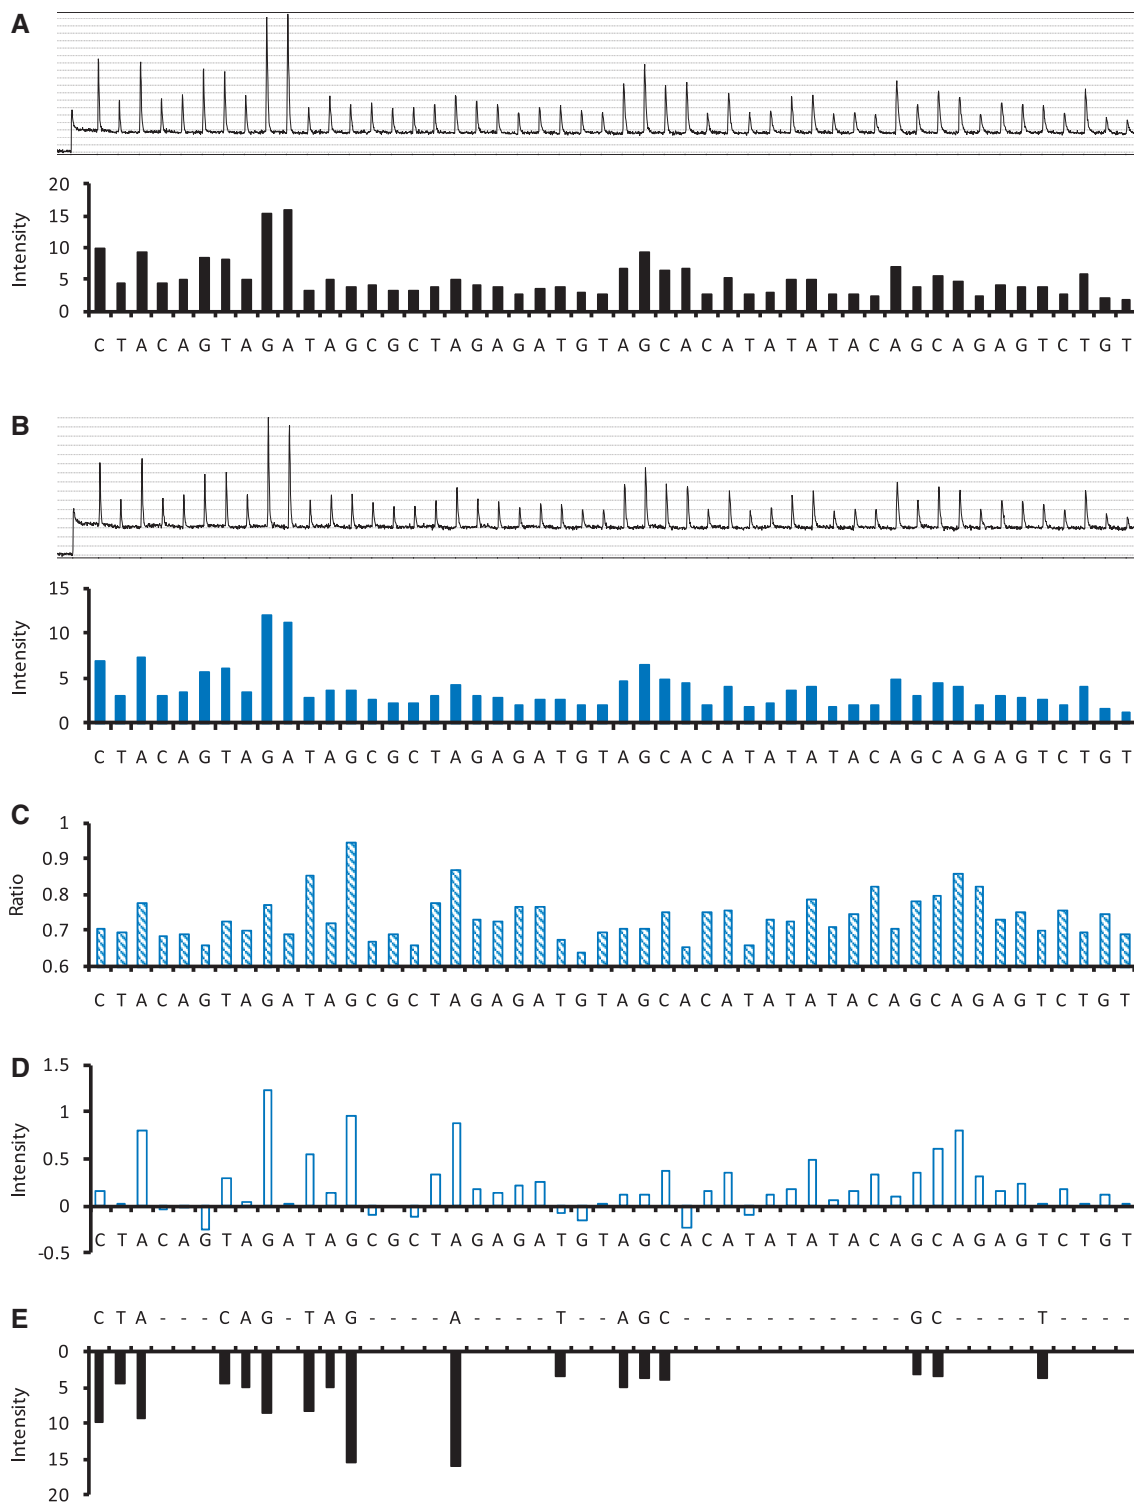 A
20
15
10
5
0
Intensity
C T A C A G T A G A T A G C G C T A G A G A T G T A G C A C A T A T A T A C A G C A G A G T C T G T
B
15
10
5
0
Intensity
C T A C A G T A G A T A G C G C T A G A G A T G T A G C A C A T A T A T A C A G C A G A G T C T G T
C
1
0.9
0.8
0.7
0.6
Ratio
C T A C A G T A G A T A G C G C T A G A G A T G T A G C A C A T A T A T A C A G C A G A G T C T G T
D
1.5
1
0.5
0
-0.5
Intensity
C T A C A G T A G A T A G C G C T A G A G A T G T A G C A C A T A T A T A C A G C A G A G T C T G T
E
C T A - - - C A G - T A G - - - - A - - - - T - - A G C - - - - - - - - - - - G C - - - - T - - - -
0
5
10
15
20
Intensity